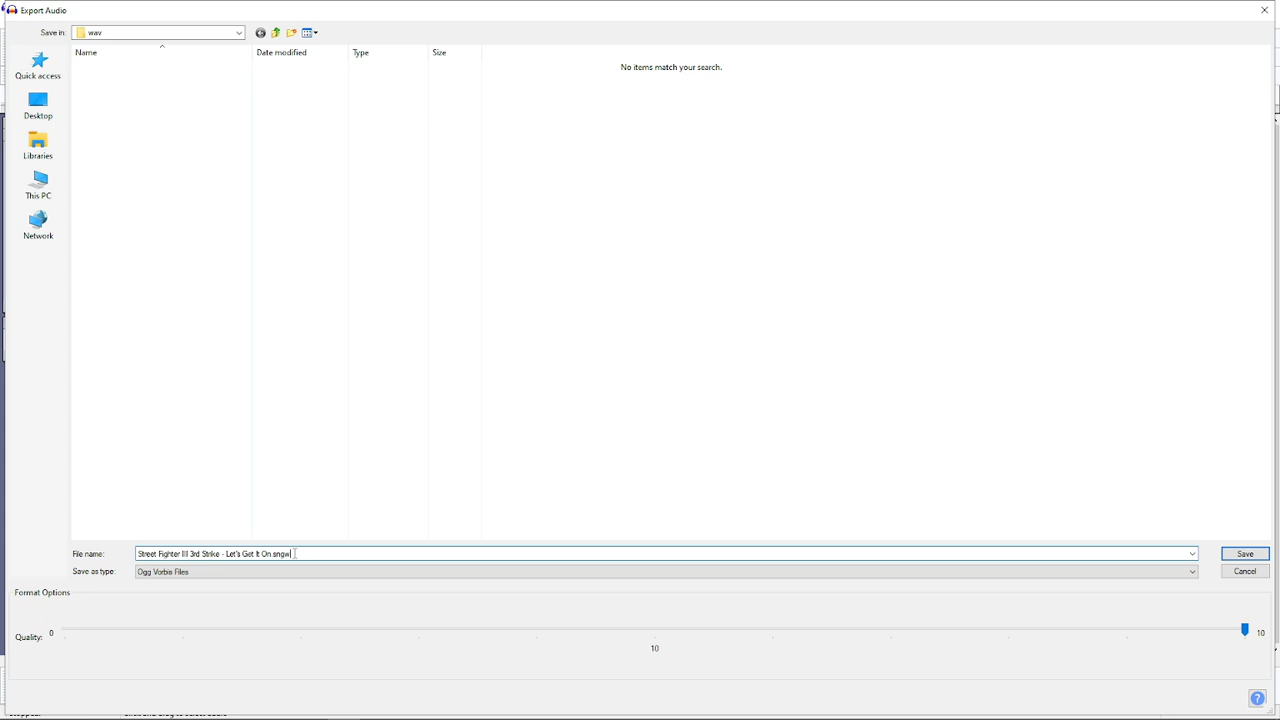 Export Audio
Save in:
wav
Quick access
Desktop
Libraries
This PC
Network
Name
Date modified
Type
Size
No items match your search.
File name:
Street Fighter III 3rd Strike - Let's Get It On.sngw
Save
Save as type:
Ogg Vorbis Files
Cancel
Format Options
Quality:
0
10
10